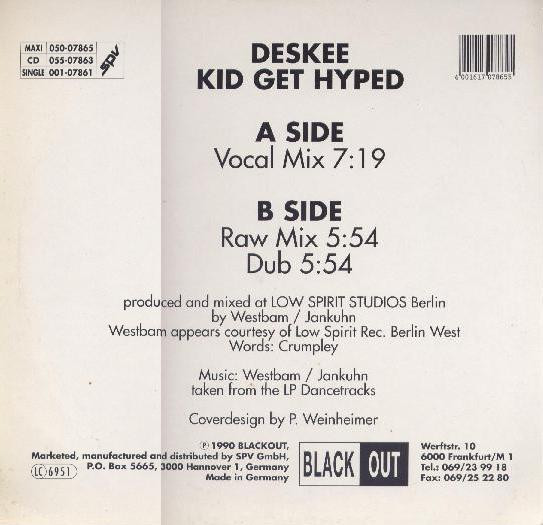 MAXI 050-07865
CD 055-07863
SINGLE 001-07861
spv
DESKEE
KID GET HYPED
4 001617 078655
A SIDE
Vocal Mix 7:19
B SIDE
Raw Mix 5:54
Dub 5:54
produced and mixed at LOW SPIRIT STUDIOS Berlin
by Westbam / Jankuhn
Westbam appears courtesy of Low Spirit Rec. Berlin West
Words: Crumpley
Music: Westbam / Jankuhn
taken from the LP Dancetracks
Coverdesign by P. Weinheimer
℗ 1990 BLACKOUT,
Marketed, manufactured and distributed by SPV GmbH,
P.O. Box 5665, 3000 Hannover 1, Germany
Made in Germany
LC 6951
BLACK OUT
Werftstr. 10
6000 Frankfurt/M 1
Tel.: 069/23 99 18
Fax: 069/25 22 80